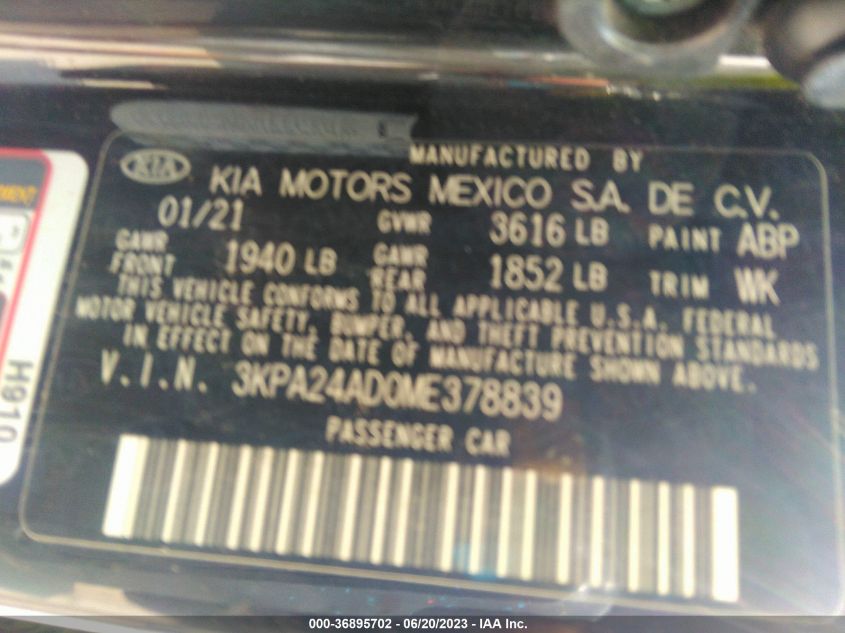 MANUFACTURED BY
KIA KIA MOTORS MEXICO S.A. DE C.V.
01/21 GVWR 3616 LB PAINT ABP
GAWR FRONT 1940 LB GAWR REAR 1852 LB TRIM WK
THIS VEHICLE CONFORMS TO ALL APPLICABLE U.S.A. FEDERAL
MOTOR VEHICLE SAFETY, BUMPER, AND THEFT PREVENTION STANDARDS
IN EFFECT ON THE DATE OF MANUFACTURE SHOWN ABOVE.
V.I.N. 3KPA24AD0ME378839
PASSENGER CAR
H910
000-36895702 - 06/20/2023 - IAA Inc.